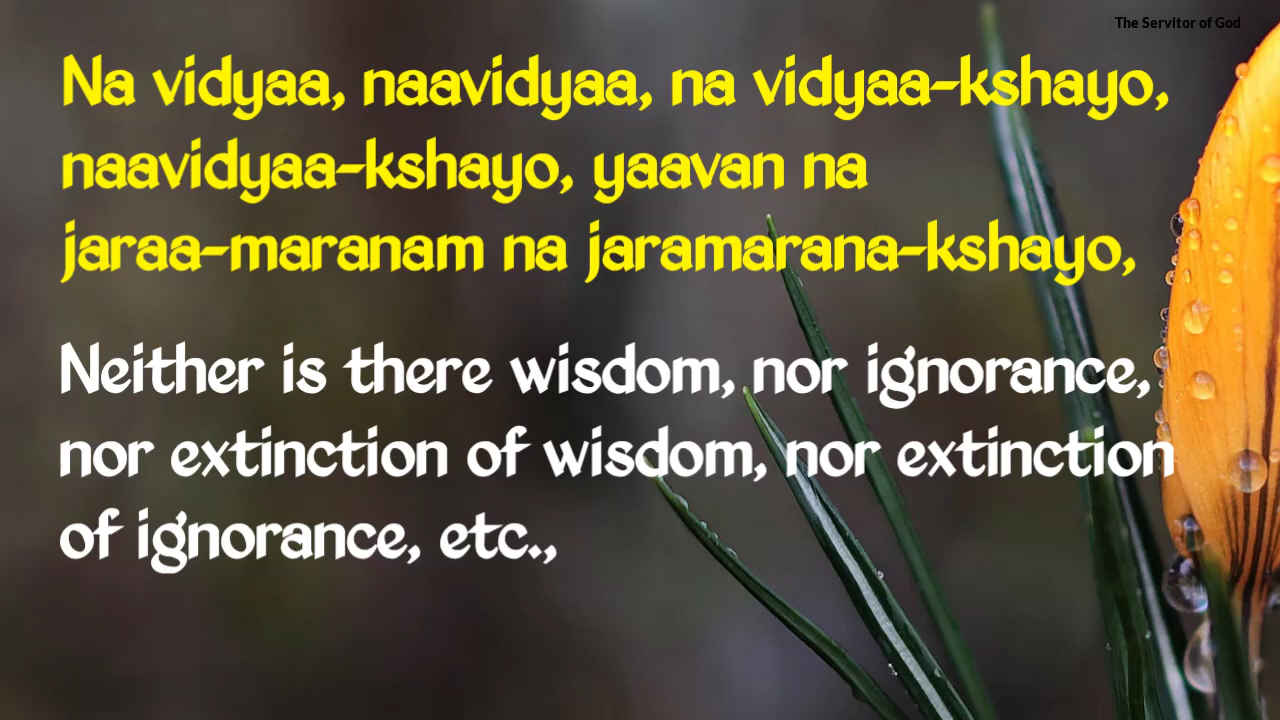 The Servitor of God
Na vidyaa, naavidyaa, na vidyaa-kshayo,
naavidyaa-kshayo, yaavan na
jaraa-maranam na jaramarana-kshayo,
Neither is there wisdom, nor ignorance,
nor extinction of wisdom, nor extinction
of ignorance, etc.,